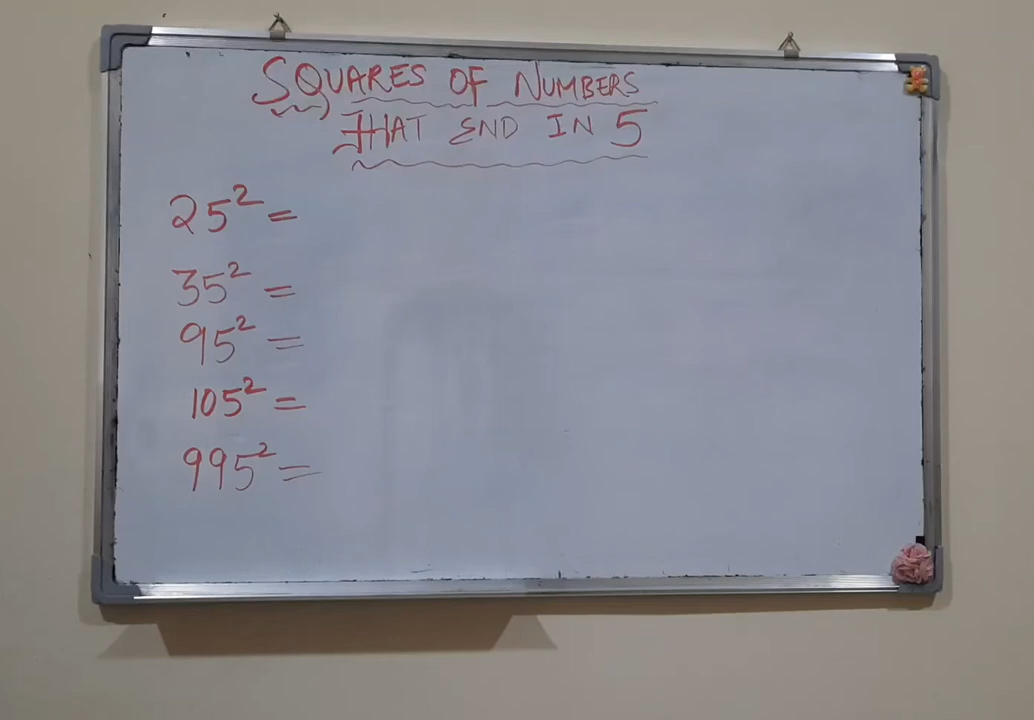 SQUARES OF NUMBERS
THAT END IN 5
25² =
35² =
95² =
105² =
995² =